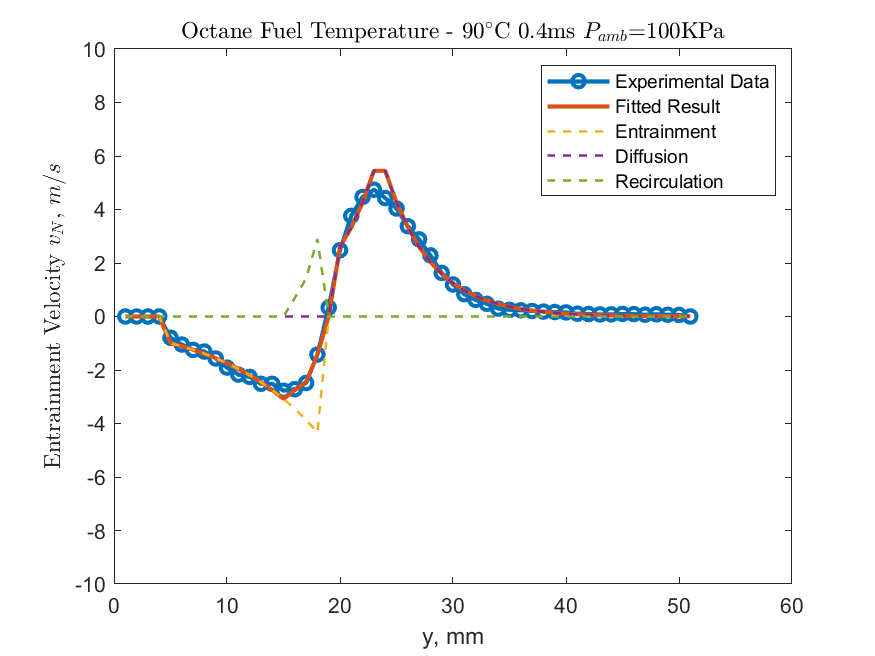 Octane Fuel Temperature - 90°C 0.4ms P_amb=100KPa
Experimental Data
Fitted Result
Entrainment
Diffusion
Recirculation
Entrainment Velocity v_N, m/s
10
8
6
4
2
0
-2
-4
-6
-8
-10
0 10 20 30 40 50 60
y, mm